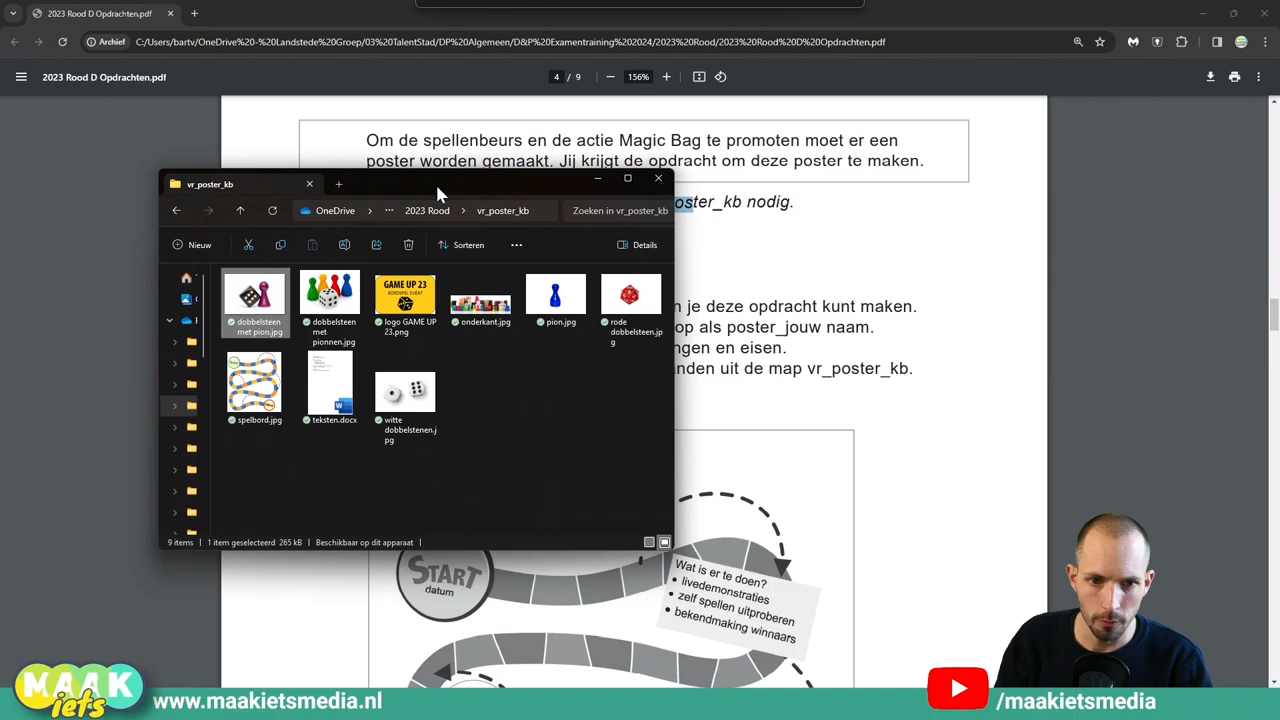 2023 Rood D Opdrachten.pdf
Archief
C:/Users/bartv/OneDrive%20-%20Landstede%20Groep/03%20TalentStad/DP%20Algemeen/D&P%20Examentraining%202024/2023%20Rood/2023%20Rood%20D%20Opdrachten.pdf
2023 Rood D Opdrachten.pdf
4 / 9
156%
Om de spellenbeurs en de actie Magic Bag te promoten moet er een
poster worden gemaakt. Jij krijgt de opdracht om deze poster te maken.
poster_kb nodig.
n je deze opdracht kunt maken.
op als poster_jouw naam.
ngen en eisen.
nden uit de map vr_poster_kb.
vr_poster_kb
OneDrive
2023 Rood
vr_poster_kb
Zoeken in vr_poster_kb
Nieuw
Sorteren
Details
GAME UP 23
BORDSPEL EVENT
dobbelsteen
met pion.jpg
dobbelsteen
met
pionnen.jpg
logo GAME UP
23.png
onderkant.jpg
pion.jpg
rode
dobbelsteen.jp
g
spelbord.jpg
teksten.docx
witte
dobbelstenen.j
pg
9 items
1 item geselecteerd 265 kB
Beschikbaar op dit apparaat
START
datum
Wat is er te doen?
• livedemonstraties
• zelf spellen uitproberen
• bekendmaking winnaars
MAAK
iets
www.maakietsmedia.nl
/maakietsmedia